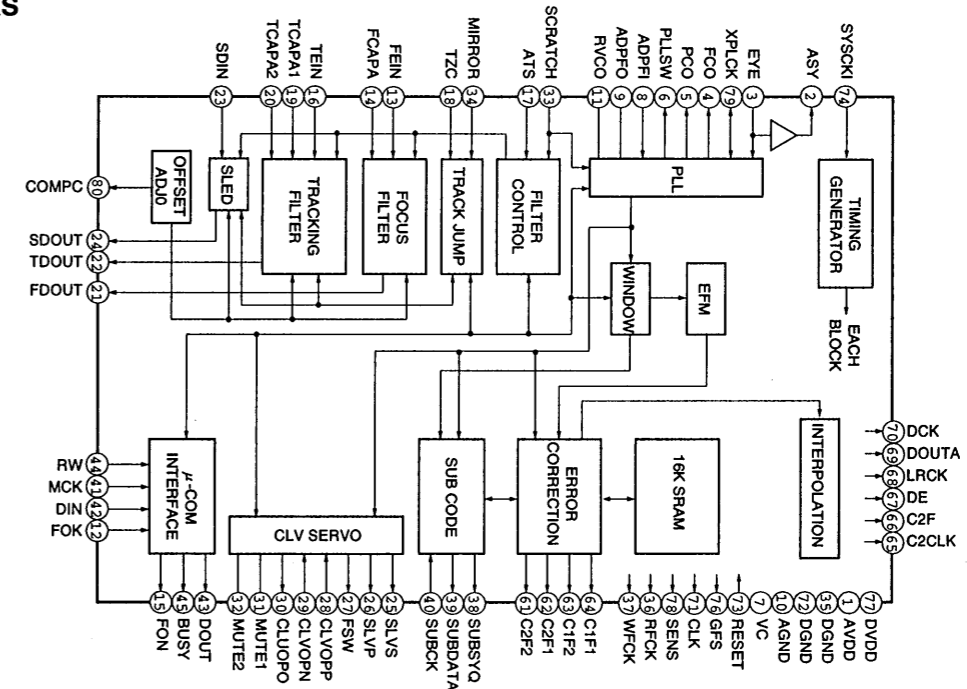 SDIN
TCAPA2
TCAPA1
TEIN
FCAPA
FEIN
TZC
MIRROR
ATS
SCRATCH
RVCO
ADPFO
ADPFI
PLLSW
PCO
FCO
XPLCK
EYE
ASY
SYSCKI
23
20
19
16
14
13
18
34
17
33
11
9
8
6
5
4
79
3
2
74
COMPC 80
SDOUT 24
TDOUT 22
FDOUT 21
OFFSET
ADJ0
SLED
TRACKING
FILTER
FOCUS
FILTER
TRACK JUMP
FILTER
CONTROL
PLL
TIMING
GENERATOR
WINDOW
EFM
EACH
BLOCK
RW 44
MCK 41
DIN 42
FOK 12
μ-COM
INTERFACE
CLV SERVO
SUB CODE
ERROR
CORRECTION
16K SRAM
INTERPOLATION
70 DCK
69 DOUTA
68 LRCK
67 DE
66 C2F
65 C2CLK
15
45
43
32
31
30
29
28
27
26
25
40
39
38
61
62
63
64
37
36
78
71
76
73
7
10
72
35
1
77
FON
BUSY
DOUT
MUTE2
MUTE1
CLUOPO
CLVOPN
CLVOPP
FSW
SLVP
SLVS
SUBCK
SUBDATA
SUBSYQ
C2F2
C2F1
C1F2
C1F1
WFCK
RFCK
SENS
CLK
GFS
RESET
VC
AGND
DGND
DGND
AVDD
DVDD